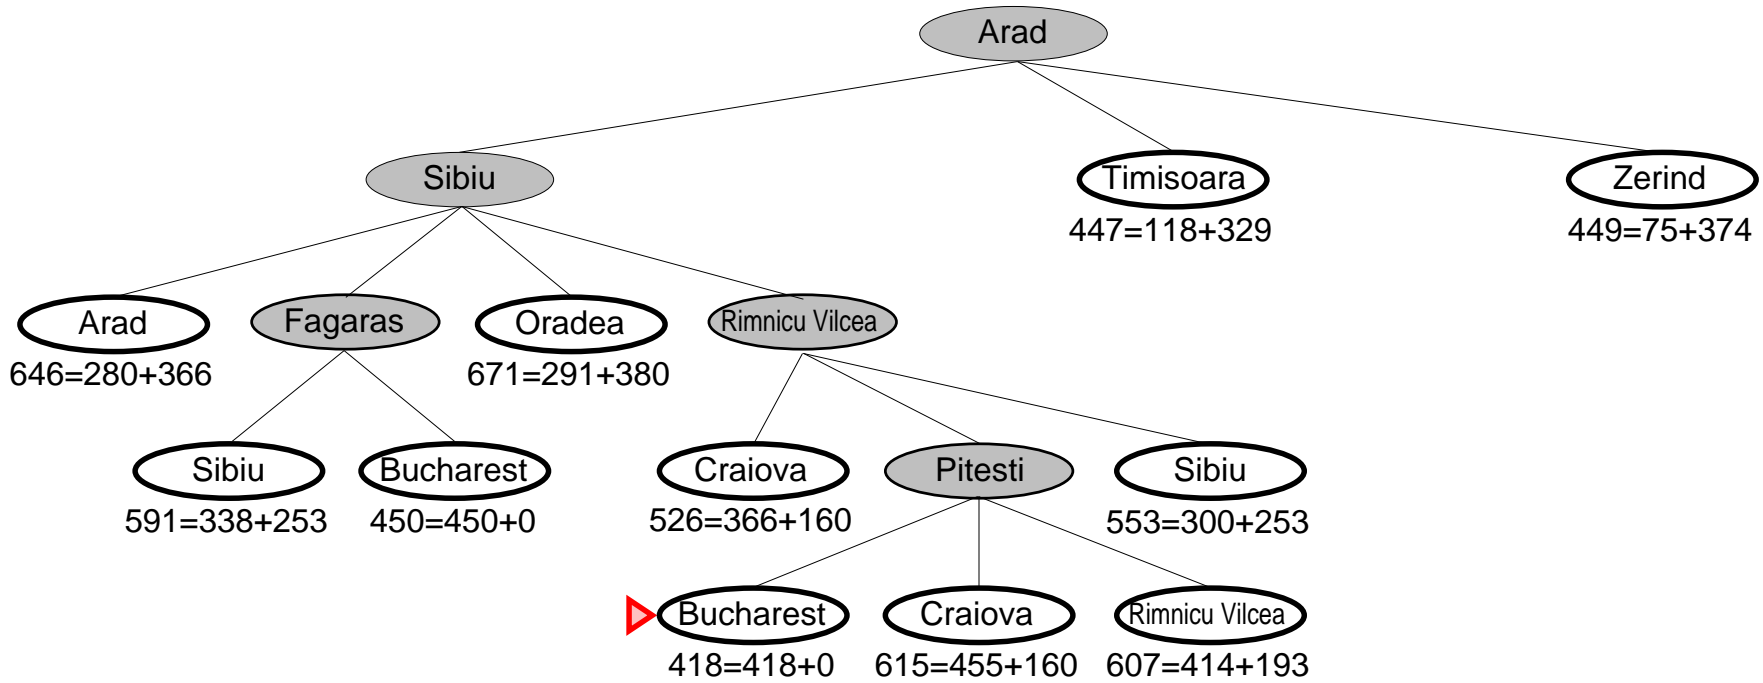 Arad
Sibiu
Timisoara
Zerind
447=118+329
449=75+374
Arad
Fagaras
Oradea
Rimnicu Vilcea
646=280+366
671=291+380
Sibiu
Bucharest
Craiova
Pitesti
Sibiu
591=338+253
450=450+0
526=366+160
553=300+253
Bucharest
Craiova
Rimnicu Vilcea
418=418+0
615=455+160
607=414+193